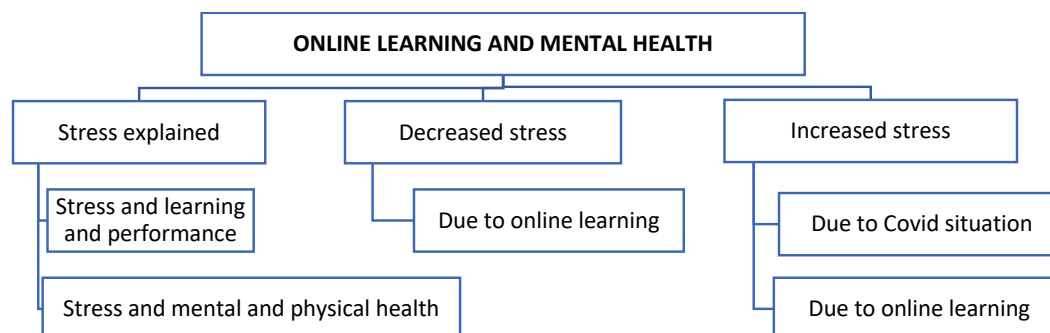 ONLINE LEARNING AND MENTAL HEALTH
Stress explained
Stress and learning
and performance
Stress and mental and physical health
Decreased stress
Due to online learning
Increased stress
Due to Covid situation
Due to online learning